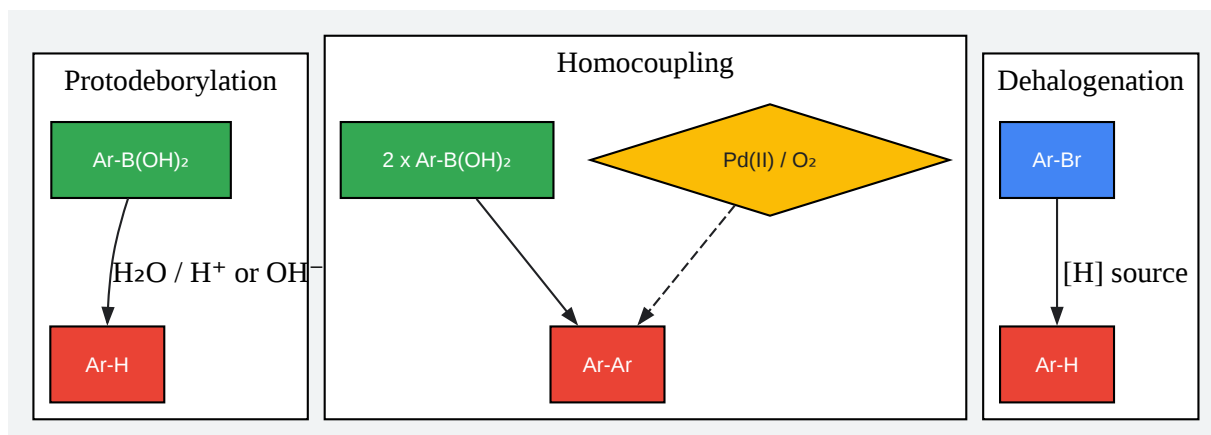 Protodeborylation
Ar-B(OH)₂
H₂O / H⁺ or OH⁻
Ar-H
Homocoupling
2 x Ar-B(OH)₂
Pd(II) / O₂
Ar-Ar
Dehalogenation
Ar-Br
[H] source
Ar-H